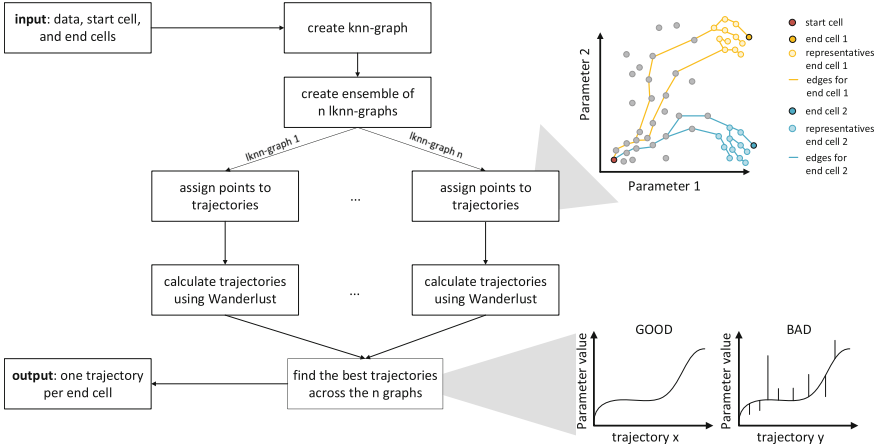 input: data, start cell,
and end cells
create knn-graph
create ensemble of
n lknn-graphs
lknn-graph 1
lknn-graph n
assign points to
trajectories
...
assign points to
trajectories
calculate trajectories
using Wanderlust
...
calculate trajectories
using Wanderlust
output: one trajectory
per end cell
find the best trajectories
across the n graphs
Parameter 2
Parameter 1
start cell
end cell 1
representatives
end cell 1
edges for
end cell 1
end cell 2
representatives
end cell 2
edges for
end cell 2
GOOD
Parameter value
trajectory x
BAD
Parameter value
trajectory y